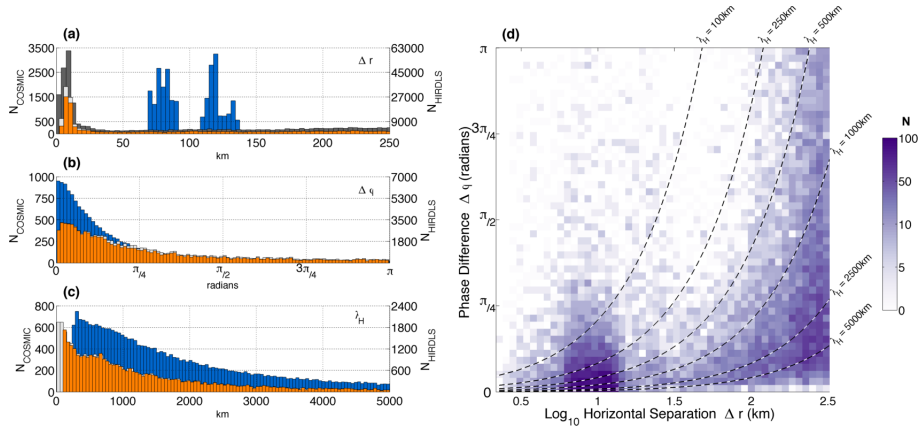 (a)
Δ r
3500
2500
1500
500
0
63000
45000
27000
9000
N_COSMIC
N_HIRDLS
0 50 100 150 200 250
km
(b)
Δ q
1000
750
500
250
0
7000
5400
3500
1800
N_COSMIC
N_HIRDLS
0 π/4 π/2 3π/4 π
radians
(c)
λ_H
800
600
400
200
0
2400
1800
1200
600
N_COSMIC
N_HIRDLS
0 1000 2000 3000 4000 5000
km
(d)
λ_H = 100km
λ_H = 250km
λ_H = 500km
λ_H = 1000km
λ_H = 2500km
λ_H = 5000km
π
3π/4
π/2
π/4
0
Phase Difference Δ q (radians)
0.5 1.0 1.5 2.0 2.5
Log₁₀ Horizontal Separation Δ r (km)
N
100
50
10
5
0